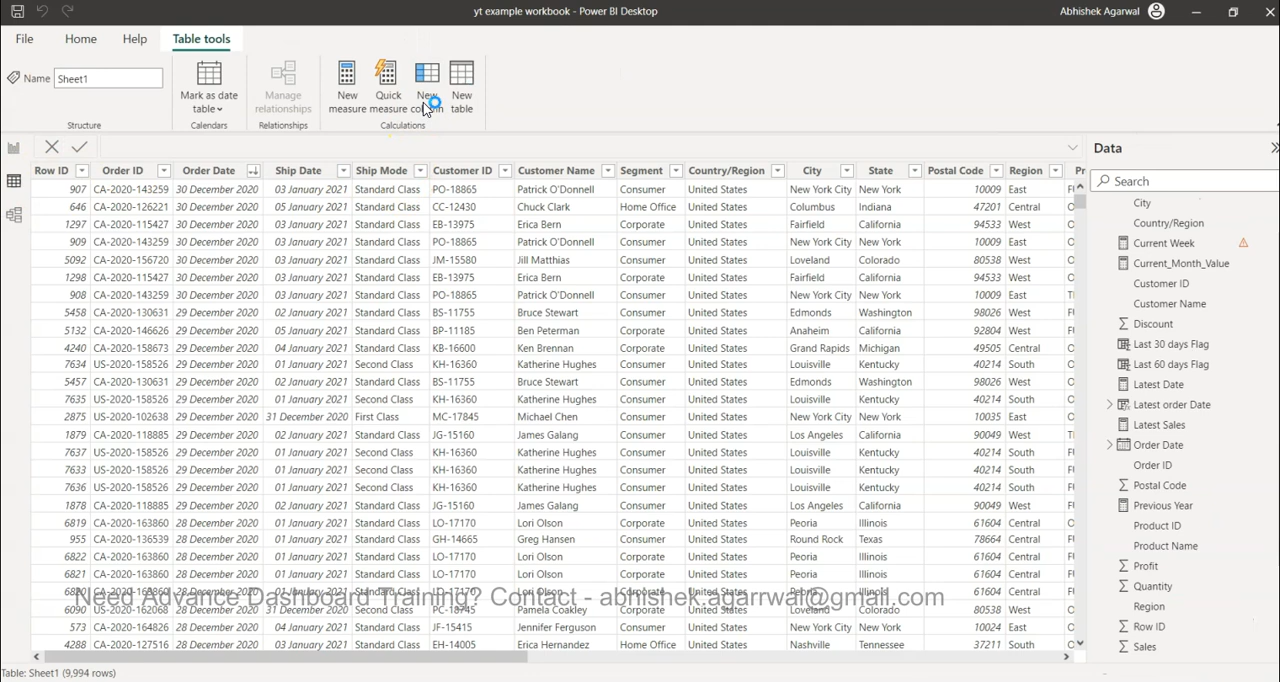 yt example workbook - Power BI Desktop
Abhishek Agarwal
File Home Help Table tools
Name Sheet1
Mark as date table
Manage relationships
New measure
Quick measure
New column
New table
Structure Calendars Relationships Calculations
Row ID Order ID Order Date Ship Date Ship Mode Customer ID Customer Name Segment Country/Region City State Postal Code Region Pr
907 CA-2020-143259 30 December 2020 03 January 2021 Standard Class PO-18865 Patrick O'Donnell Consumer United States New York City New York 10009 East FU
646 CA-2020-126221 30 December 2020 05 January 2021 Standard Class CC-12430 Chuck Clark Home Office United States Columbus Indiana 47201 Central O
1297 CA-2020-115427 30 December 2020 03 January 2021 Standard Class EB-13975 Erica Bern Corporate United States Fairfield California 94533 West O
909 CA-2020-143259 30 December 2020 03 January 2021 Standard Class PO-18865 Patrick O'Donnell Consumer United States New York City New York 10009 East O
5092 CA-2020-156720 30 December 2020 03 January 2021 Standard Class JM-15580 Jill Matthias Consumer United States Loveland Colorado 80538 West O
1298 CA-2020-115427 30 December 2020 03 January 2021 Standard Class EB-13975 Erica Bern Corporate United States Fairfield California 94533 West O
908 CA-2020-143259 30 December 2020 03 January 2021 Standard Class PO-18865 Patrick O'Donnell Consumer United States New York City New York 10009 East
5458 CA-2020-130631 29 December 2020 02 January 2021 Standard Class BS-11755 Bruce Stewart Consumer United States Edmonds Washington 98026 West FU
5132 CA-2020-146626 29 December 2020 05 January 2021 Standard Class BP-11185 Ben Peterman Corporate United States Anaheim California 92804 West FU
4240 CA-2020-158673 29 December 2020 04 January 2021 Standard Class KB-16600 Ken Brennan Corporate United States Grand Rapids Michigan 49505 Central O
7634 US-2020-158526 29 December 2020 01 January 2021 Second Class KH-16360 Katherine Hughes Consumer United States Louisville Kentucky 40214 South FU
5457 CA-2020-130631 29 December 2020 02 January 2021 Standard Class BS-11755 Bruce Stewart Consumer United States Edmonds Washington 98026 West O
7635 US-2020-158526 29 December 2020 01 January 2021 Second Class KH-16360 Katherine Hughes Consumer United States Louisville Kentucky 40214 South O
2875 US-2020-102638 29 December 2020 31 December 2020 First Class MC-17845 Michael Chen Consumer United States New York City New York 10035 East O
1879 CA-2020-118885 29 December 2020 02 January 2021 Standard Class JG-15160 James Galang Consumer United States Los Angeles California 90049 West
7637 US-2020-158526 29 December 2020 01 January 2021 Second Class KH-16360 Katherine Hughes Consumer United States Louisville Kentucky 40214 South FU
7633 US-2020-158526 29 December 2020 01 January 2021 Second Class KH-16360 Katherine Hughes Consumer United States Louisville Kentucky 40214 South FU
7636 US-2020-158526 29 December 2020 01 January 2021 Second Class KH-16360 Katherine Hughes Consumer United States Louisville Kentucky 40214 South FU
1878 CA-2020-118885 29 December 2020 02 January 2021 Standard Class JG-15160 James Galang Consumer United States Los Angeles California 90049 West FU
6819 CA-2020-163860 28 December 2020 01 January 2021 Standard Class LO-17170 Lori Olson Corporate United States Peoria Illinois 61604 Central O
955 CA-2020-136539 28 December 2020 01 January 2021 Standard Class GH-14665 Greg Hansen Consumer United States Round Rock Texas 78664 Central O
6822 CA-2020-163860 28 December 2020 01 January 2021 Standard Class LO-17170 Lori Olson Corporate United States Peoria Illinois 61604 Central FU
6821 CA-2020-163860 28 December 2020 01 January 2021 Standard Class LO-17170 Lori Olson Corporate United States Peoria Illinois 61604 Central O
CA-2020-163860 28 December 2020 01 January 2021 Standard Class LO-17170 Lori Olson Corporate United States Peoria Illinois 61604 Central O
Need Advance Dashboard Training? Contact - abhishek.agarrwal@gmail.com
6090 US-2020-162068 28 December 2020 31 December 2020 Second Class PC-18745 Pamela Coakley Corporate United States Loveland Colorado 80538 West O
573 CA-2020-164826 28 December 2020 04 January 2021 Standard Class JF-15415 Jennifer Ferguson Consumer United States New York City New York 10024 East O
4288 CA-2020-127516 28 December 2020 03 January 2021 Standard Class EH-14005 Erica Hernandez Home Office United States Nashville Tennessee 37211 South O
Table: Sheet1 (9,994 rows)
Data
Search
City
Country/Region
Current Week
Current_Month_Value
Customer ID
Customer Name
Discount
Last 30 days Flag
Last 60 days Flag
Latest Date
Latest order Date
Latest Sales
Order Date
Order ID
Postal Code
Previous Year
Product ID
Product Name
Profit
Quantity
Region
Row ID
Sales